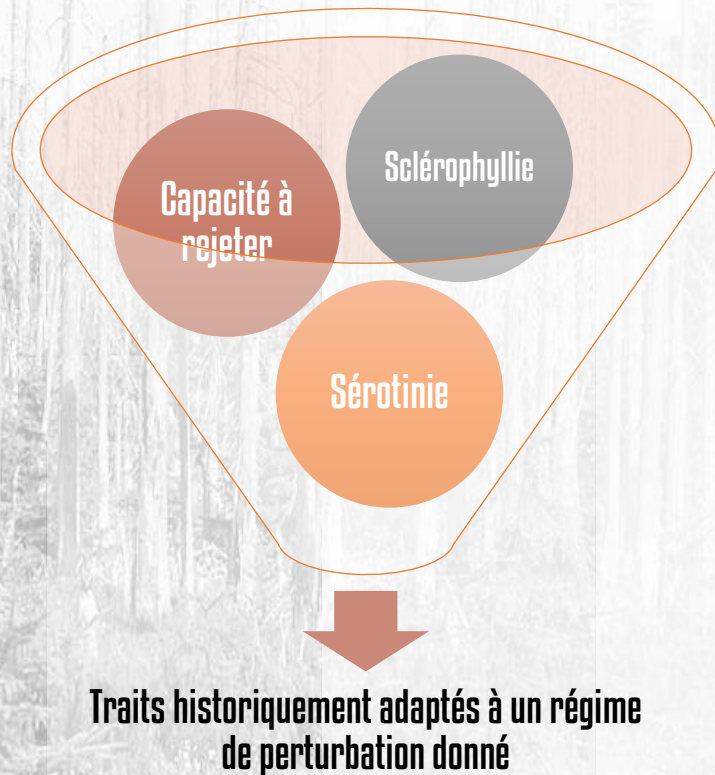 Sclérophyllie
Capacité à
rejeter
Sérotinie
Traits historiquement adaptés à un régime
de perturbation donné